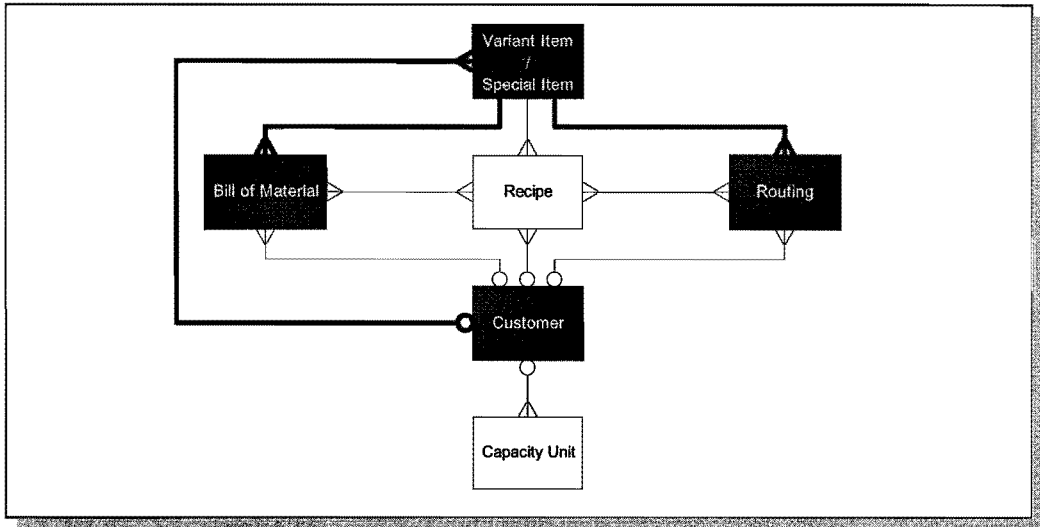 Variant Item
/
Special Item
Bill of Material
Recipe
Routing
Customer
Capacity Unit